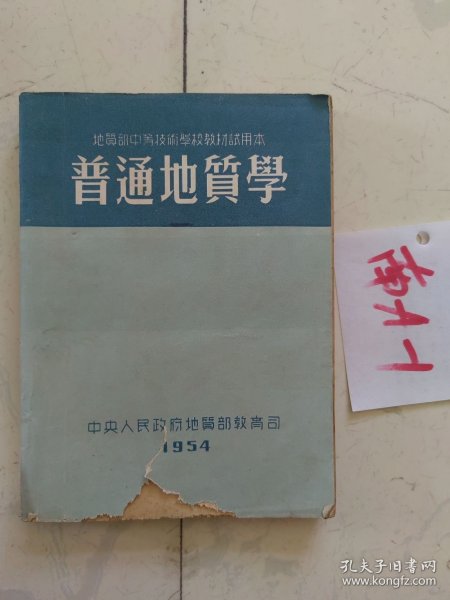 地質部中等技術學校教材試用本
普通地質學
中央人民政府地質部教育司
1954
南A-1
孔夫子旧书网
www.kongfz.com